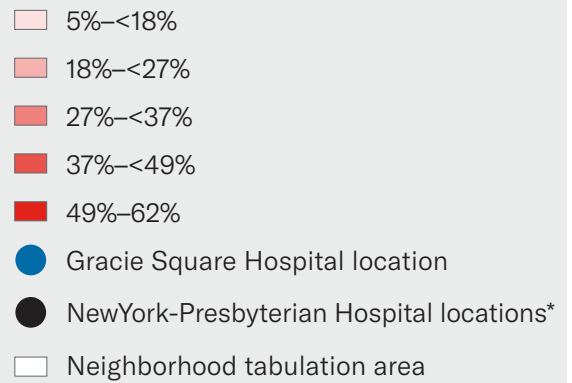 5%–<18%
18%–<27%
27%–<37%
37%–<49%
49%–62%
Gracie Square Hospital location
NewYork-Presbyterian Hospital locations*
Neighborhood tabulation area